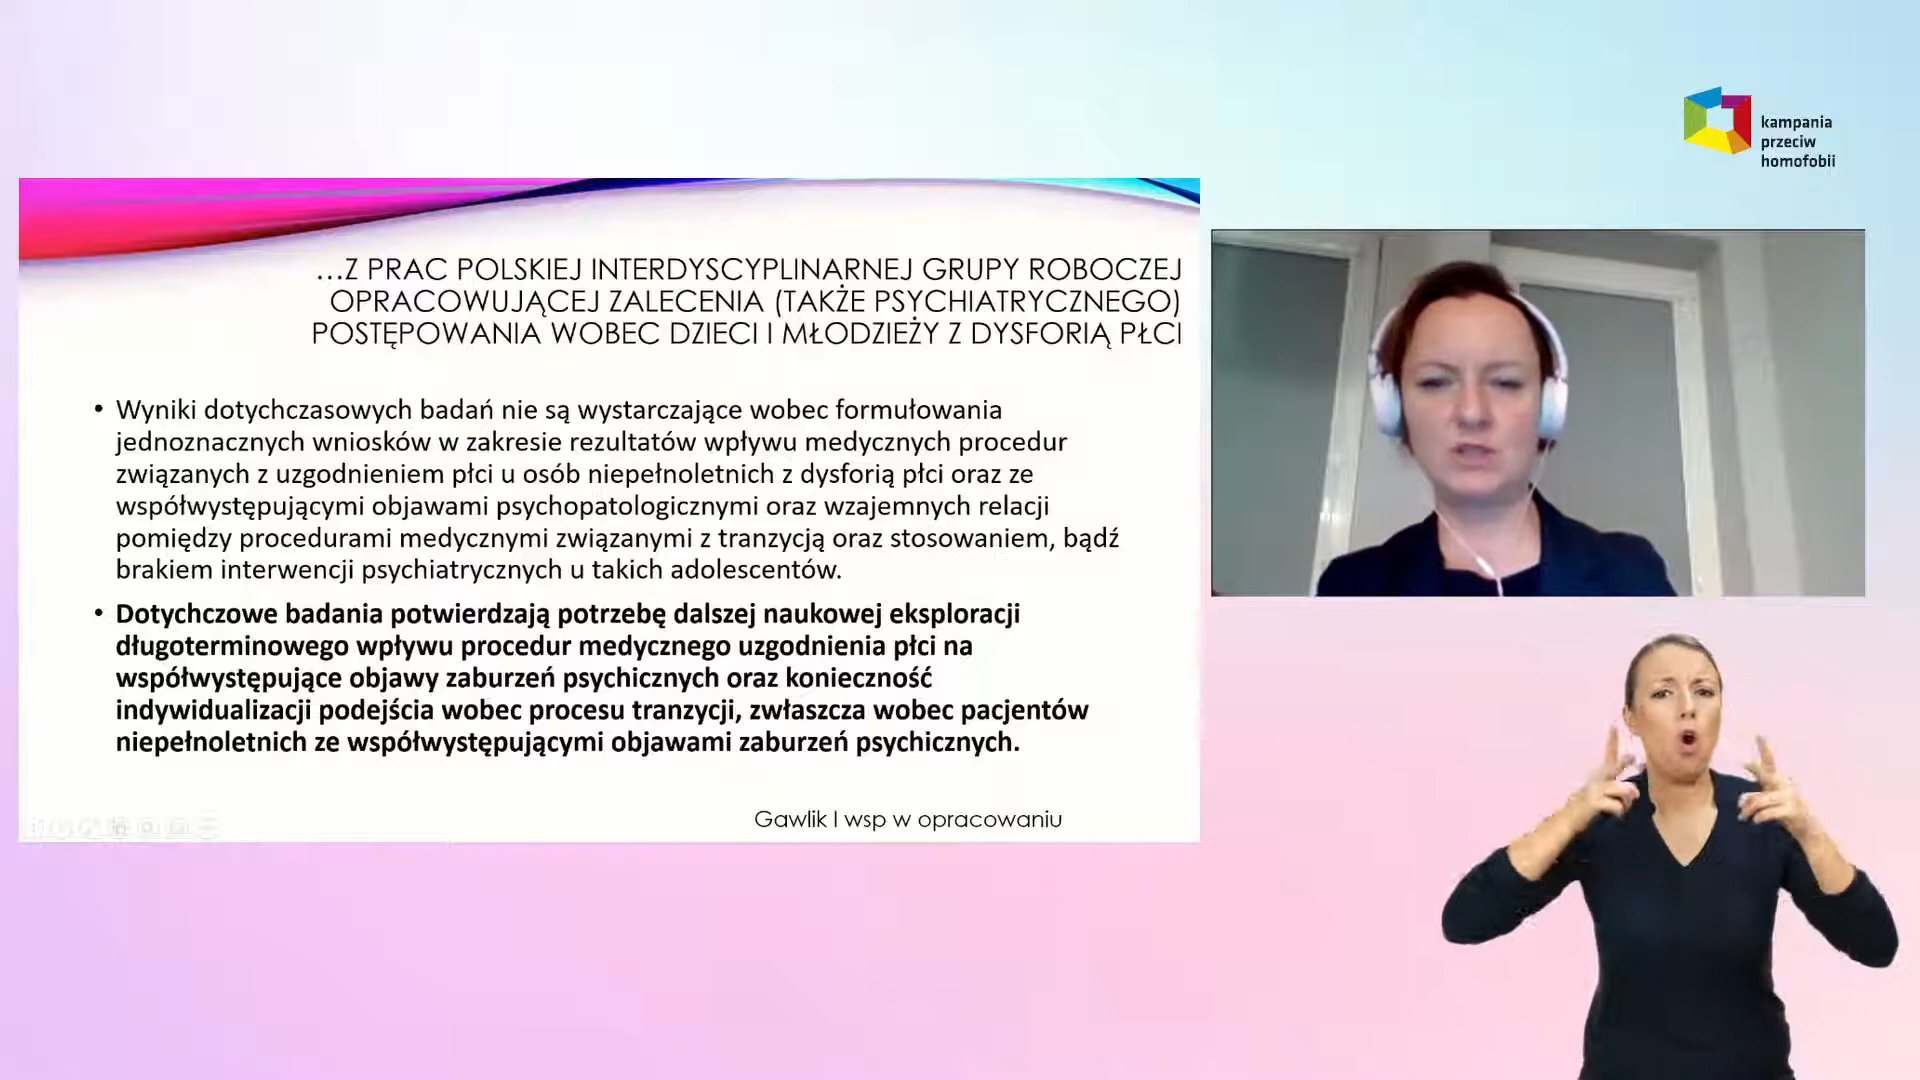 kampania
przeciw
homofobii
...Z PRAC POLSKIEJ INTERDYSCYPLINARNEJ GRUPY ROBOCZEJ
OPRACOWUJĄCEJ ZALECENIA (TAKŻE PSYCHIATRYCZNEGO)
POSTĘPOWANIA WOBEC DZIECI I MŁODZIEŻY Z DYSFORIĄ PŁCI
• Wyniki dotychczasowych badań nie są wystarczające wobec formułowania
jednoznacznych wniosków w zakresie rezultatów wpływu medycznych procedur
związanych z uzgodnieniem płci u osób niepełnoletnich z dysforią płci oraz ze
współwystępującymi objawami psychopatologicznymi oraz wzajemnych relacji
pomiędzy procedurami medycznymi związanymi z tranzycją oraz stosowaniem, bądź
brakiem interwencji psychiatrycznych u takich adolescentów.
• Dotychczowe badania potwierdzają potrzebę dalszej naukowej eksploracji
długoterminowego wpływu procedur medycznego uzgodnienia płci na
współwystępujące objawy zaburzeń psychicznych oraz konieczność
indywidualizacji podejścia wobec procesu tranzycji, zwłaszcza wobec pacjentów
niepełnoletnich ze współwystępującymi objawami zaburzeń psychicznych.
Gawlik I wsp w opracowaniu